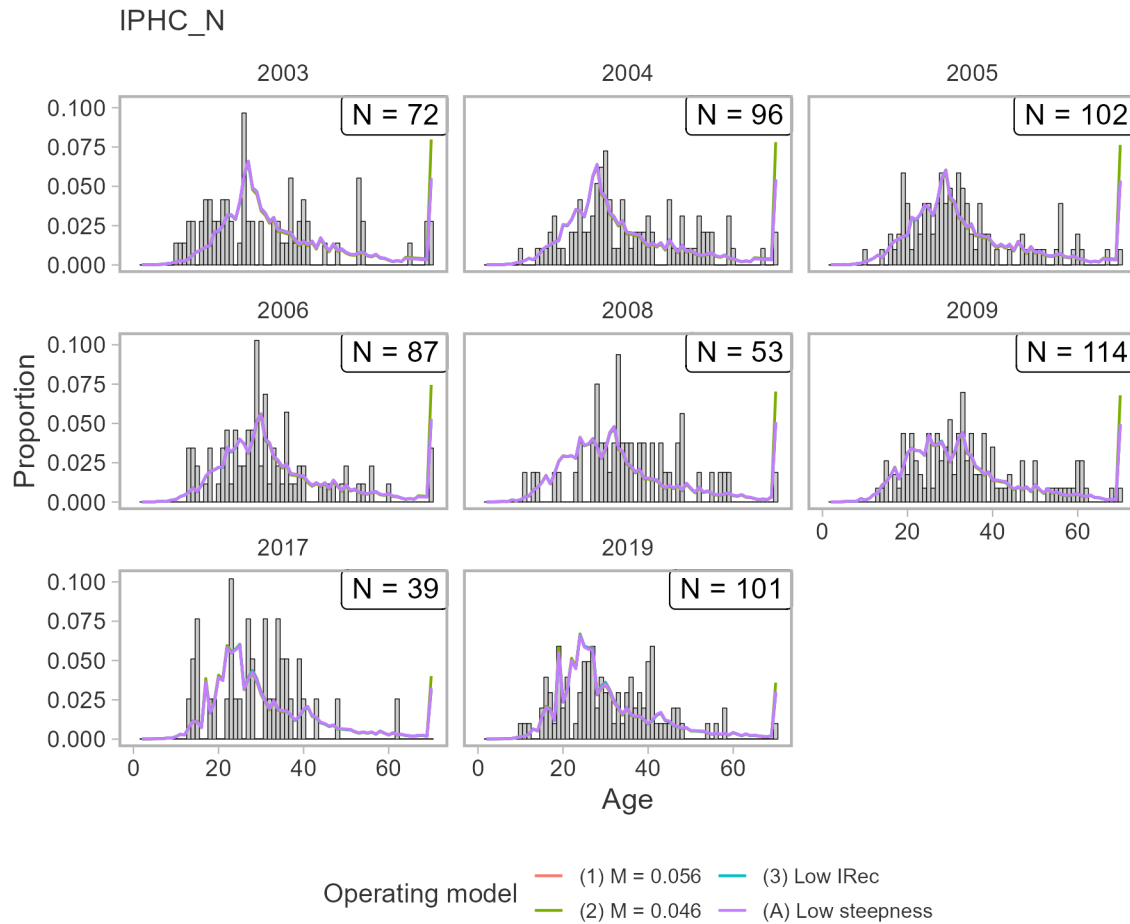 IPHC_N
2003 2004 2005
N = 72 N = 96 N = 102
0.100
0.075
0.050
0.025
0.000
2006 2008 2009
N = 87 N = 53 N = 114
0.100
0.075
0.050
0.025
0.000
0 20 40 60
2017 2019
N = 39 N = 101
0.100
0.075
0.050
0.025
0.000
0 20 40 60 0 20 40 60
Proportion
Age
Operating model
(1) M = 0.056 (3) Low IRec
(2) M = 0.046 (A) Low steepness